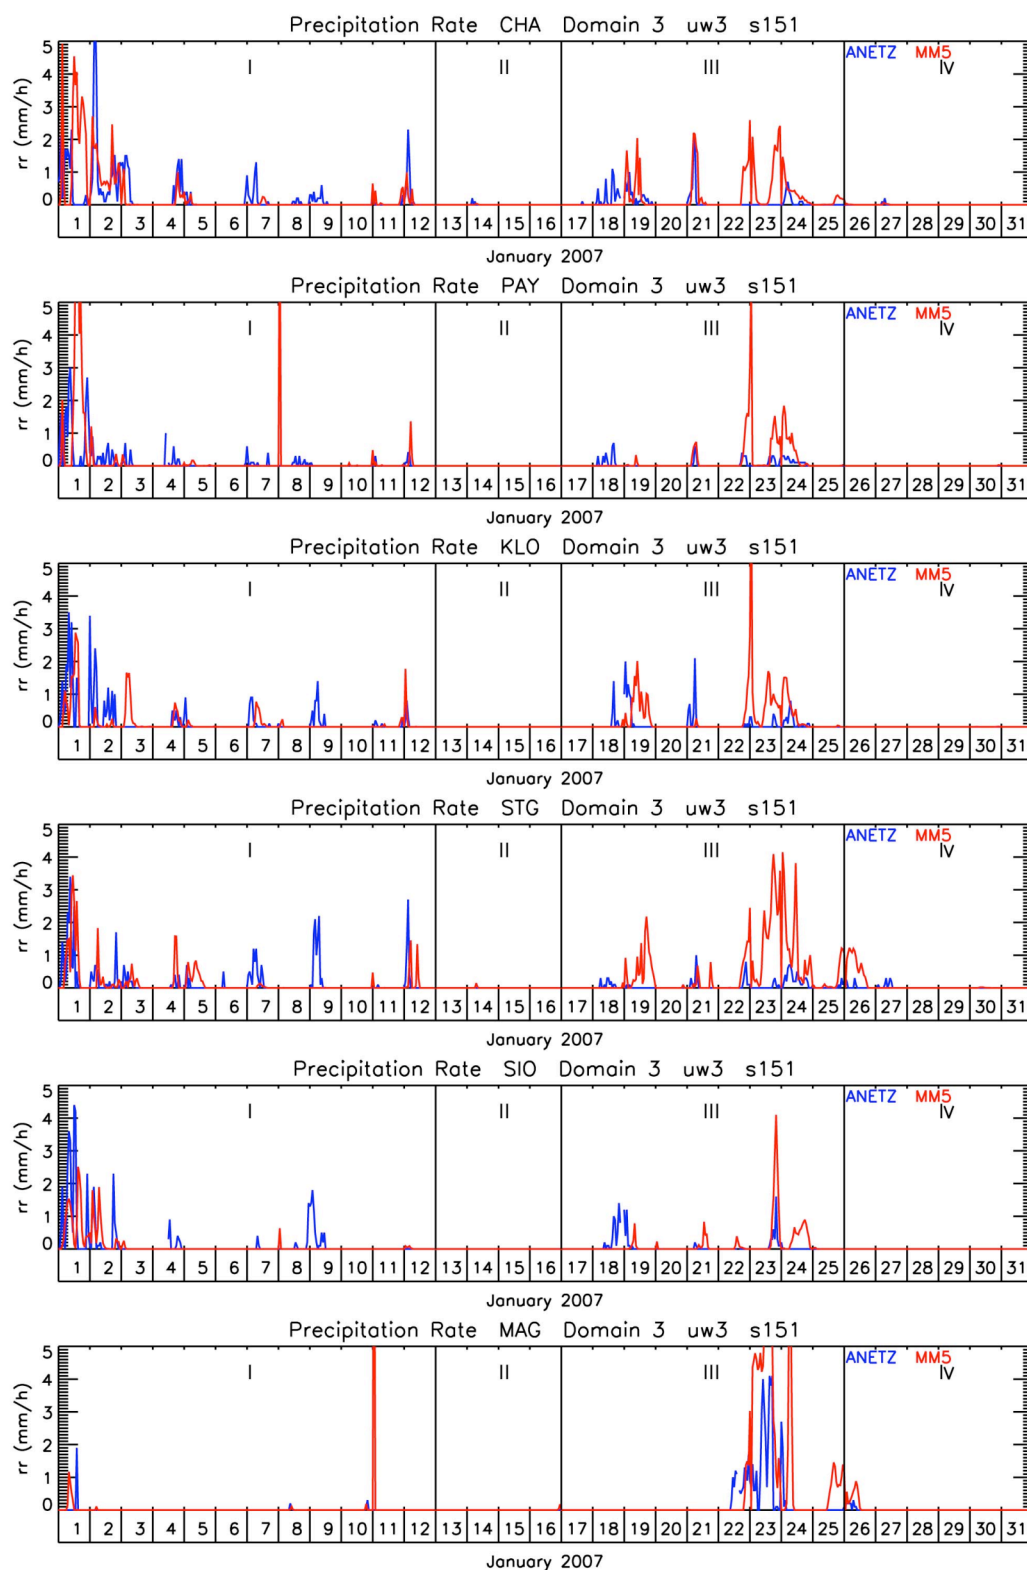 Precipitation Rate CHA Domain 3 uw3 s151
5 ANETZ MM5
I II III IV
4
3
rr (mm/h)
2
1
0
1 2 3 4 5 6 7 8 9 10 11 12 13 14 15 16 17 18 19 20 21 22 23 24 25 26 27 28 29 30 31
January 2007
Precipitation Rate PAY Domain 3 uw3 s151
5 ANETZ MM5
I II III IV
4
3
rr (mm/h)
2
1
0
1 2 3 4 5 6 7 8 9 10 11 12 13 14 15 16 17 18 19 20 21 22 23 24 25 26 27 28 29 30 31
January 2007
Precipitation Rate KLO Domain 3 uw3 s151
5 ANETZ MM5
I II III IV
4
3
rr (mm/h)
2
1
0
1 2 3 4 5 6 7 8 9 10 11 12 13 14 15 16 17 18 19 20 21 22 23 24 25 26 27 28 29 30 31
January 2007
Precipitation Rate STG Domain 3 uw3 s151
5 ANETZ MM5
I II III IV
4
3
rr (mm/h)
2
1
0
1 2 3 4 5 6 7 8 9 10 11 12 13 14 15 16 17 18 19 20 21 22 23 24 25 26 27 28 29 30 31
January 2007
Precipitation Rate SIO Domain 3 uw3 s151
5 ANETZ MM5
I II III IV
4
3
rr (mm/h)
2
1
0
1 2 3 4 5 6 7 8 9 10 11 12 13 14 15 16 17 18 19 20 21 22 23 24 25 26 27 28 29 30 31
January 2007
Precipitation Rate MAG Domain 3 uw3 s151
5 ANETZ MM5
I II III IV
4
3
rr (mm/h)
2
1
0
1 2 3 4 5 6 7 8 9 10 11 12 13 14 15 16 17 18 19 20 21 22 23 24 25 26 27 28 29 30 31
January 2007